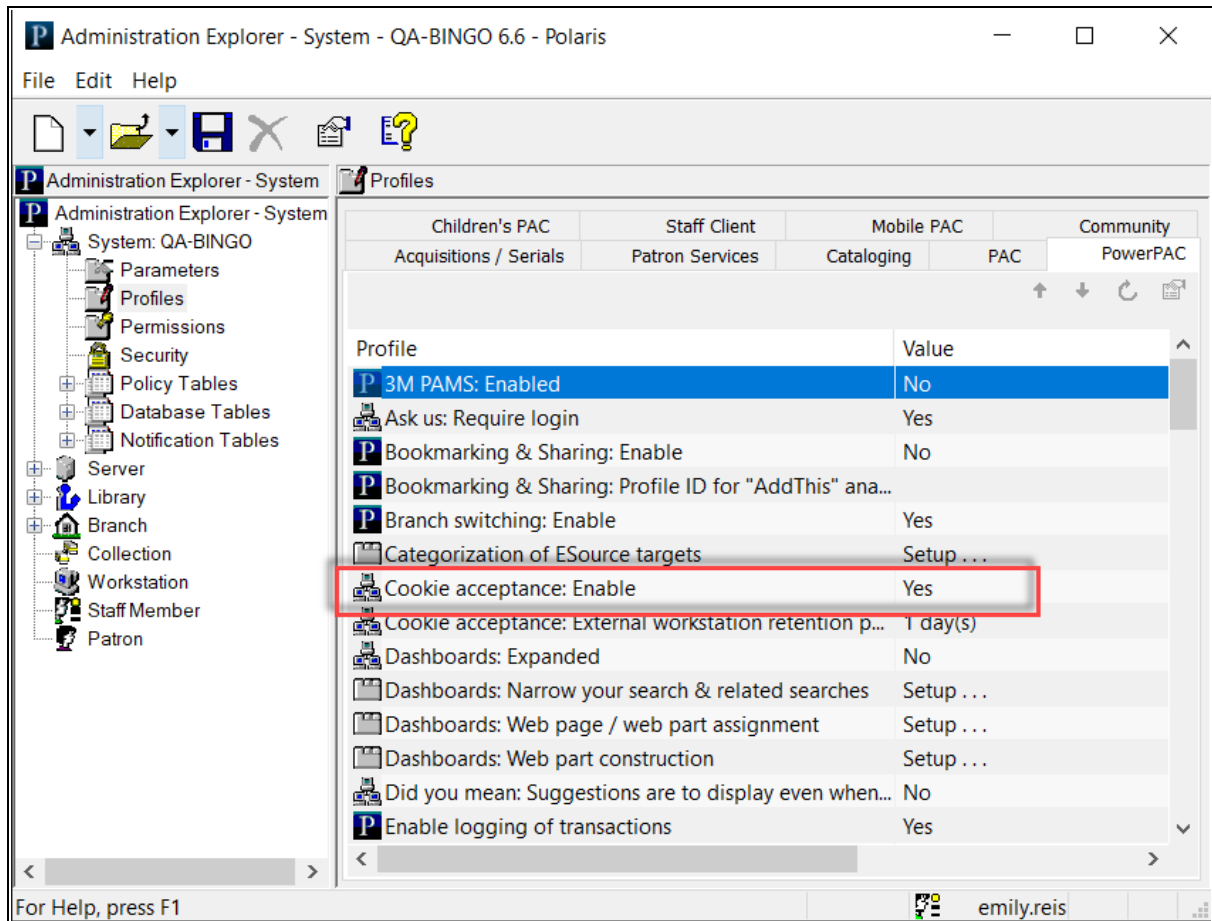 Administration Explorer - System - QA-BINGO 6.6 - Polaris
File Edit Help
Administration Explorer - System
Administration Explorer - System
System: QA-BINGO
Parameters
Profiles
Permissions
Security
Policy Tables
Database Tables
Notification Tables
Server
Library
Branch
Collection
Workstation
Staff Member
Patron
Profiles
Children's PAC Staff Client Mobile PAC Community
Acquisitions / Serials Patron Services Cataloging PAC PowerPAC
Profile Value
3M PAMS: Enabled No
Ask us: Require login Yes
Bookmarking & Sharing: Enable No
Bookmarking & Sharing: Profile ID for "AddThis" ana...
Branch switching: Enable Yes
Categorization of ESource targets Setup . . .
Cookie acceptance: Enable Yes
Cookie acceptance: External workstation retention p... 1 day(s)
Dashboards: Expanded No
Dashboards: Narrow your search & related searches Setup . . .
Dashboards: Web page / web part assignment Setup . . .
Dashboards: Web part construction Setup . . .
Did you mean: Suggestions are to display even when... No
Enable logging of transactions Yes
For Help, press F1 emily.reis